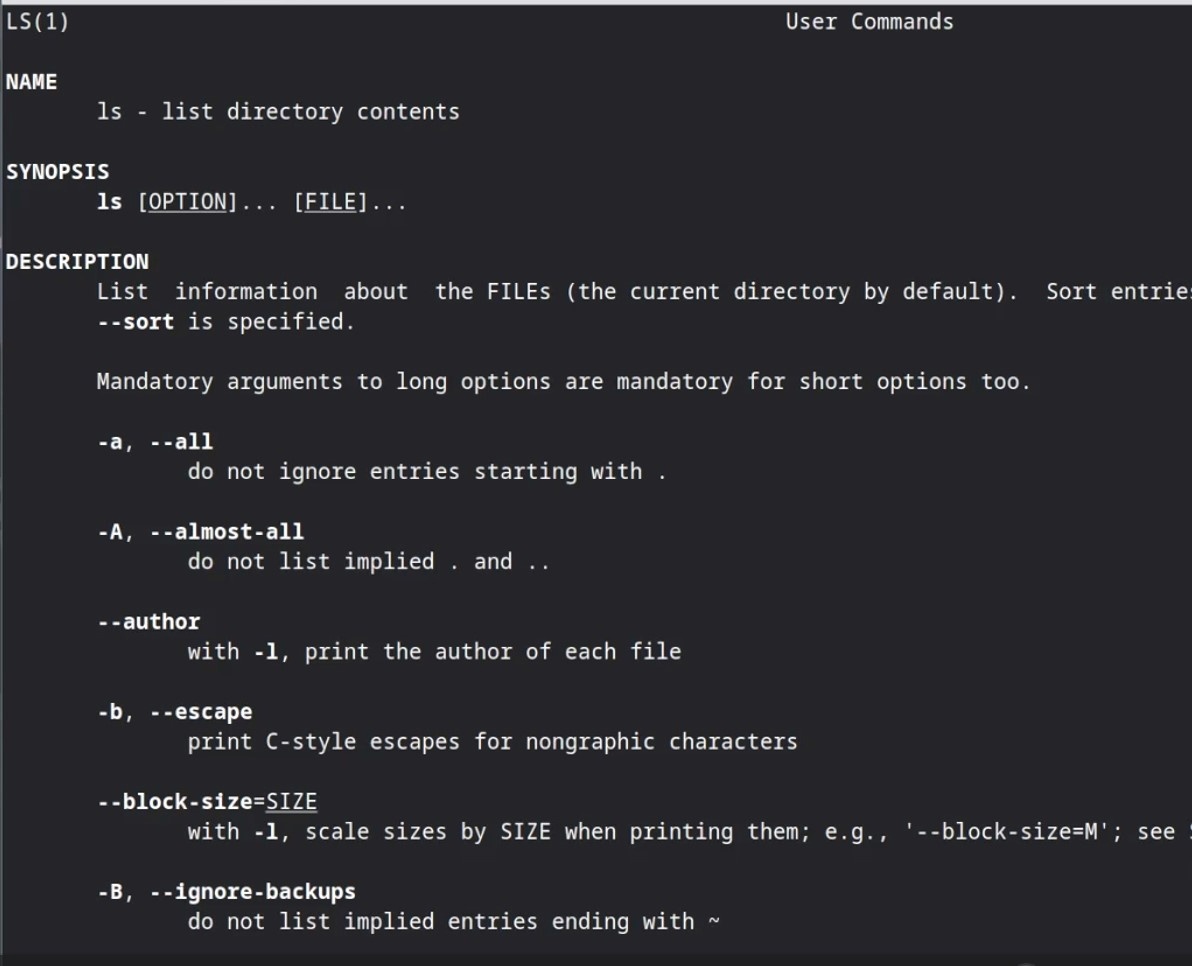 LS(1) User Commands
NAME
ls - list directory contents
SYNOPSIS
ls [OPTION]... [FILE]...
DESCRIPTION
List information about the FILEs (the current directory by default). Sort entries
--sort is specified.
Mandatory arguments to long options are mandatory for short options too.
-a, --all
do not ignore entries starting with .
-A, --almost-all
do not list implied . and ..
--author
with -l, print the author of each file
-b, --escape
print C-style escapes for nongraphic characters
--block-size=SIZE
with -l, scale sizes by SIZE when printing them; e.g., '--block-size=M'; see
-B, --ignore-backups
do not list implied entries ending with ~